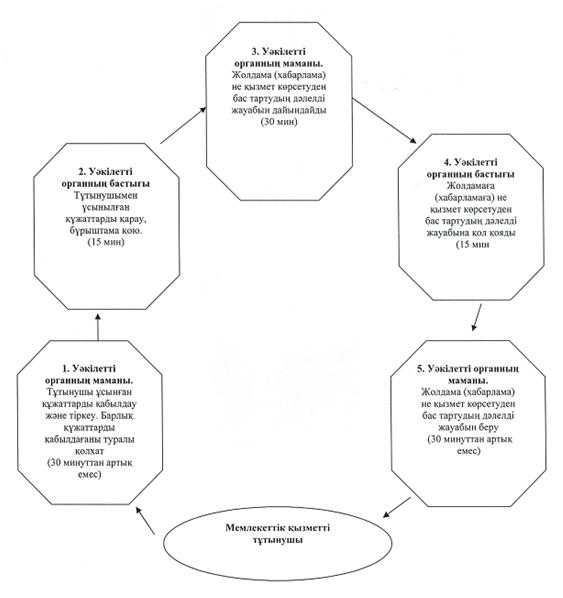 3. Уәкілетті
органның маманы.
Жолдама (хабарлама)
не қызмет көрсетуден
бас тартудың дәлелді
жауабын дайындайды
(30 мин)
2. Уәкілетті
органның бастығы
Тұтынушымен
ұсынылған
құжаттарды қарау,
бұрыштама қою.
(15 мин)
4. Уәкілетті
органның бастығы
Жолдамаға
(хабарламаға) не
қызмет көрсетуден
бас тартудың дәлелді
жауабына қол қояды
(15 мин
1. Уәкілетті
органның маманы.
Тұтынушы ұсынған
құжаттарды қабылдау
және тіркеу. Барлық
құжаттарды
қабылдағаны туралы
қолхат
(30 минуттан артық
емес)
5. Уәкілетті органның
маманы.
Жолдама (хабарлама)
не қызмет көрсетуден
бас тартудың дәлелді
жауабын беру
(30 минуттан артық
емес)
Мемлекеттік қызметті
тұтынушы